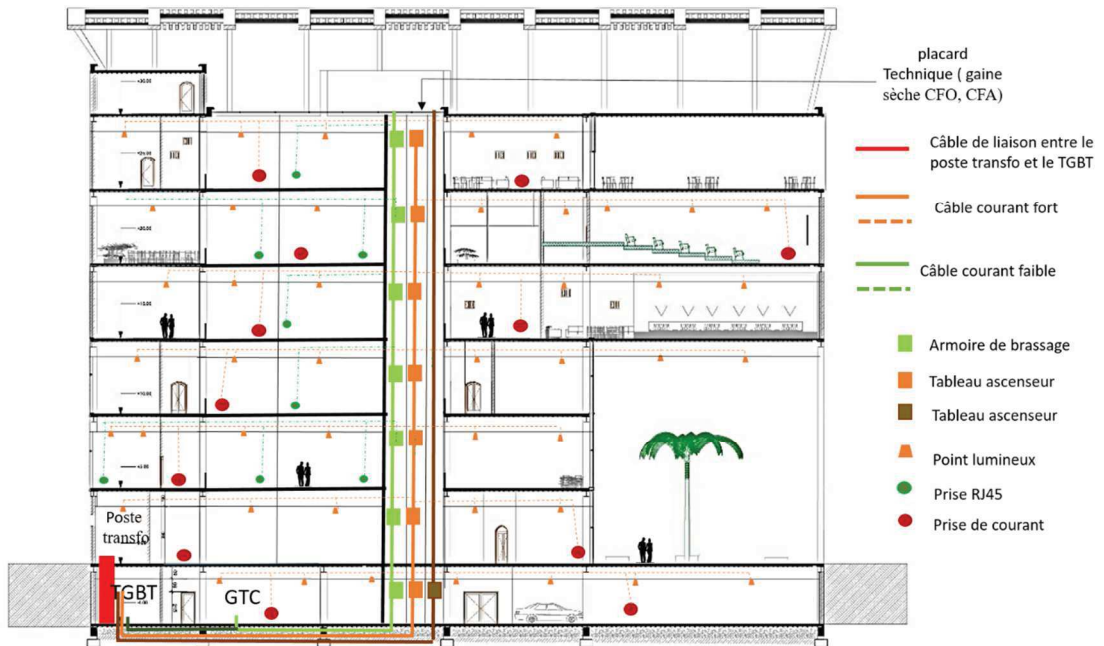 placard
Technique ( gaine
sèche CFO, CFA)
Câble de liaison entre le
poste transfo et le TGBT
Câble courant fort
Câble courant faible
Armoire de brassage
Tableau ascenseur
Tableau ascenseur
Point lumineux
Prise RJ45
Prise de courant
Poste
transfo
TGBT
GTC